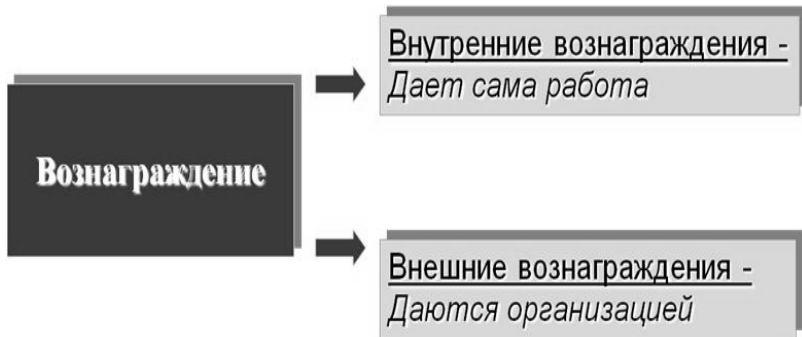 Вознаграждение
Внутренние вознаграждения -
Дает сама работа
Внешние вознаграждения -
Даются организацией